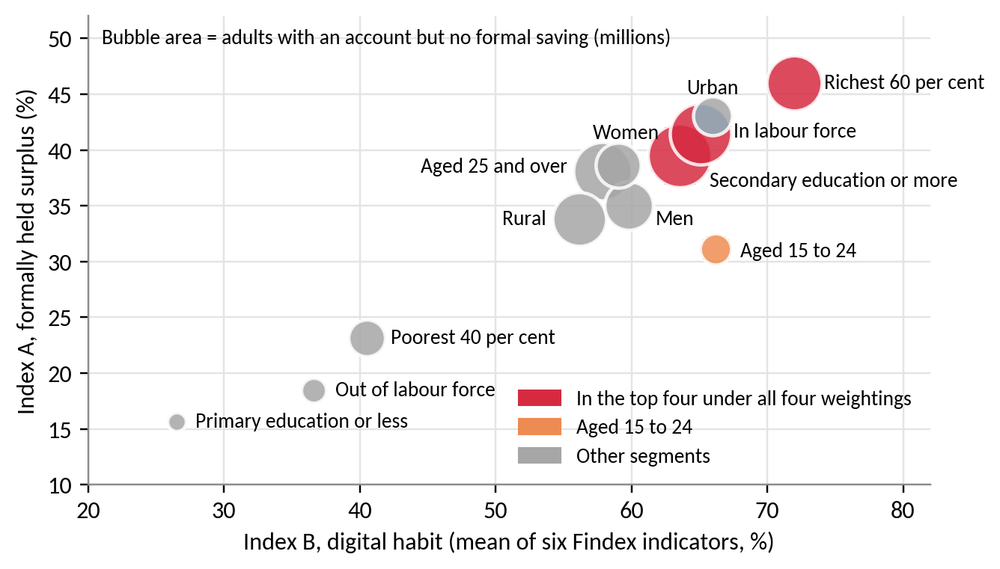 Bubble area = adults with an account but no formal saving (millions)
Index A, formally held surplus (%)
50
45
40
35
30
25
20
15
10
Richest 60 per cent
Urban
In labour force
Women
Aged 25 and over
Secondary education or more
Rural
Men
Aged 15 to 24
Poorest 40 per cent
Out of labour force
Primary education or less
In the top four under all four weightings
Aged 15 to 24
Other segments
20 30 40 50 60 70 80
Index B, digital habit (mean of six Findex indicators, %)